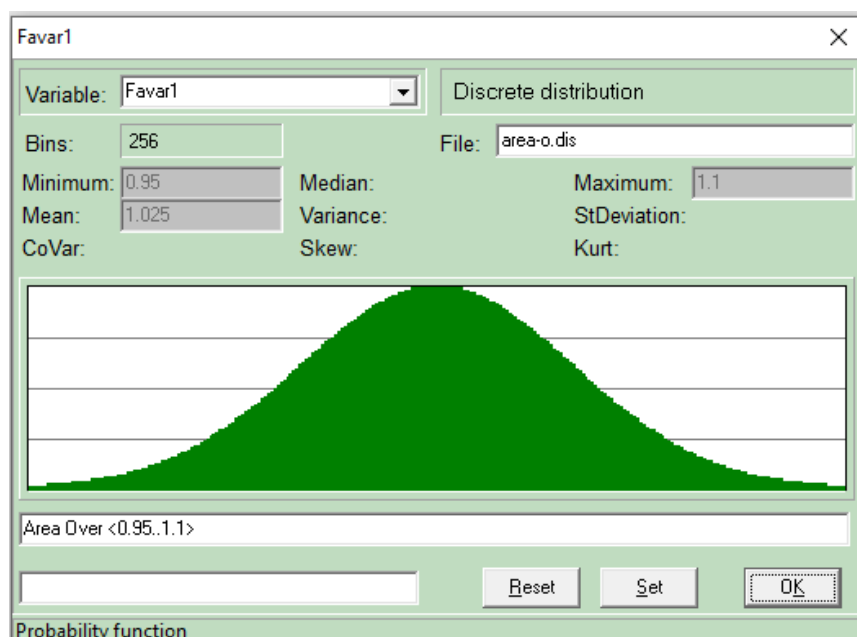 Favar1
Variable: Favar1 Discrete distribution
Bins: 256 File: area-o.dis
Minimum: 0.95 Median: Maximum: 1.1
Mean: 1.025 Variance: StDeviation:
CoVar: Skew: Kurt:
Area Over <0.95..1.1>
Reset Set OK
Probability function